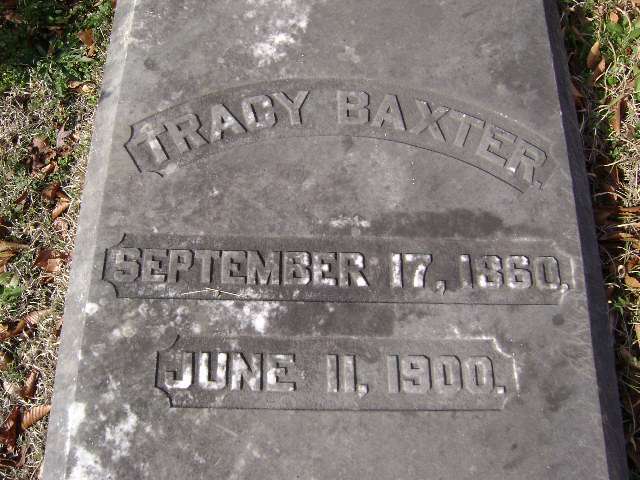 TRACY BAXTER.
SEPTEMBER 17, 1860.
JUNE 11, 1900.